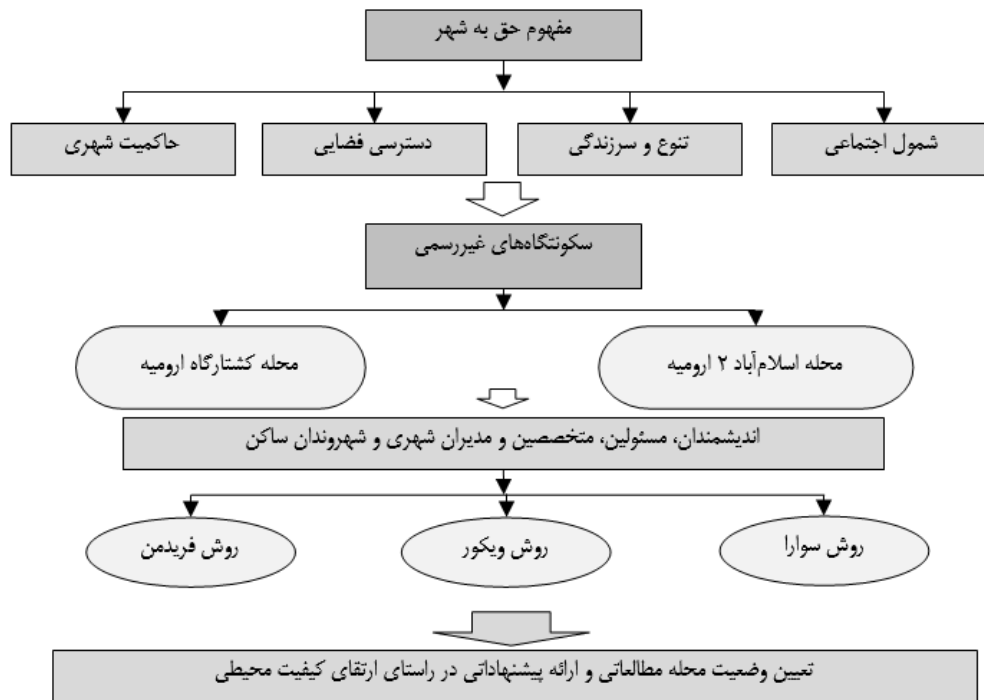 مفهوم حق به شهر
شمول اجتماعی
تنوع و سرزندگی
دسترسی فضایی
حاکمیت شهری
سکونتگاه‌های غیررسمی
محله اسلام‌آباد ۲ ارومیه
محله کشتارگاه ارومیه
اندیشمندان، مسئولین، متخصصین و مدیران شهری و شهروندان ساکن
روش سوارا
روش ویکور
روش فریدمن
تعیین وضعیت محله مطالعاتی و ارائه پیشنهاداتی در راستای ارتقای کیفیت محیطی